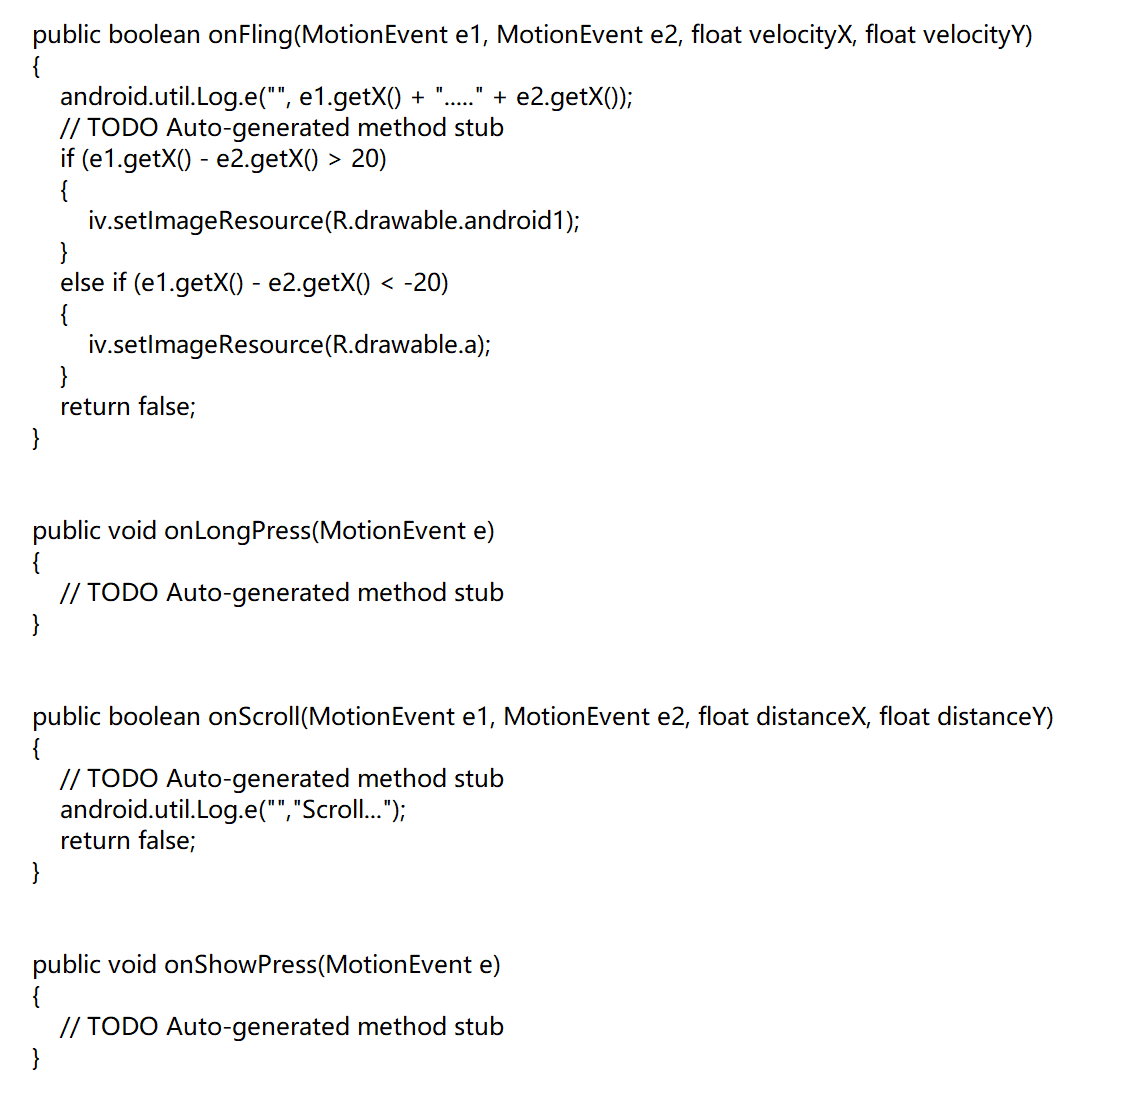 public boolean onFling(MotionEvent e1, MotionEvent e2, float velocityX, float velocityY)
{
android.util.Log.e("", e1.getX() + "....." + e2.getX());
// TODO Auto-generated method stub
if (e1.getX() - e2.getX() > 20)
{
iv.setImageResource(R.drawable.android1);
}
else if (e1.getX() - e2.getX() < -20)
{
iv.setImageResource(R.drawable.a);
}
return false;
}
public void onLongPress(MotionEvent e)
{
// TODO Auto-generated method stub
}
public boolean onScroll(MotionEvent e1, MotionEvent e2, float distanceX, float distanceY)
{
// TODO Auto-generated method stub
android.util.Log.e("","Scroll...");
return false;
}
public void onShowPress(MotionEvent e)
{
// TODO Auto-generated method stub
}